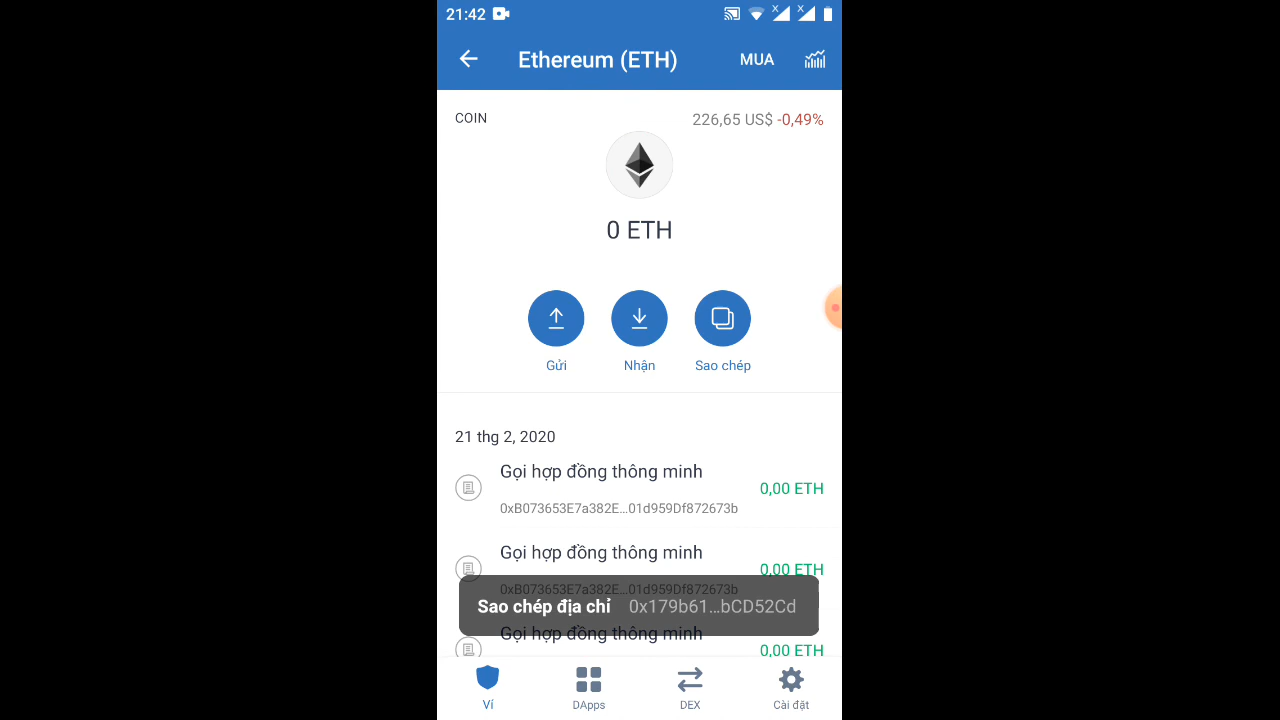 21:42
Ethereum (ETH)
MUA
COIN
226,65 US$ -0,49%
0 ETH
Gửi
Nhận
Sao chép
21 thg 2, 2020
Gọi hợp đồng thông minh
0,00 ETH
0xB073653E7a382E...01d959Df872673b
Gọi hợp đồng thông minh
0,00 ETH
0xB073653E7a382E...01d959Df872673b
Sao chép địa chỉ 0x179b61...bCD52Cd
Gọi hợp đồng thông minh
0,00 ETH
Ví
DApps
DEX
Cài đặt